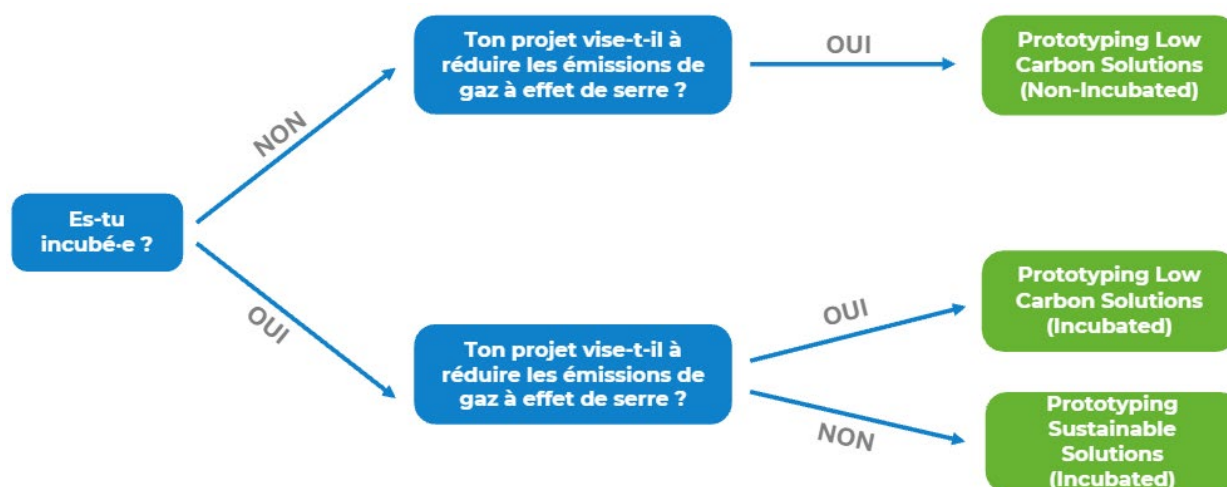 Es-tu
incubé·e ?
NON
OUI
Ton projet vise-t-il à
réduire les émissions de
gaz à effet de serre ?
OUI
Prototyping Low
Carbon Solutions
(Non-Incubated)
Ton projet vise-t-il à
réduire les émissions de
gaz à effet de serre ?
OUI
NON
Prototyping Low
Carbon Solutions
(Incubated)
Prototyping
Sustainable
Solutions
(Incubated)